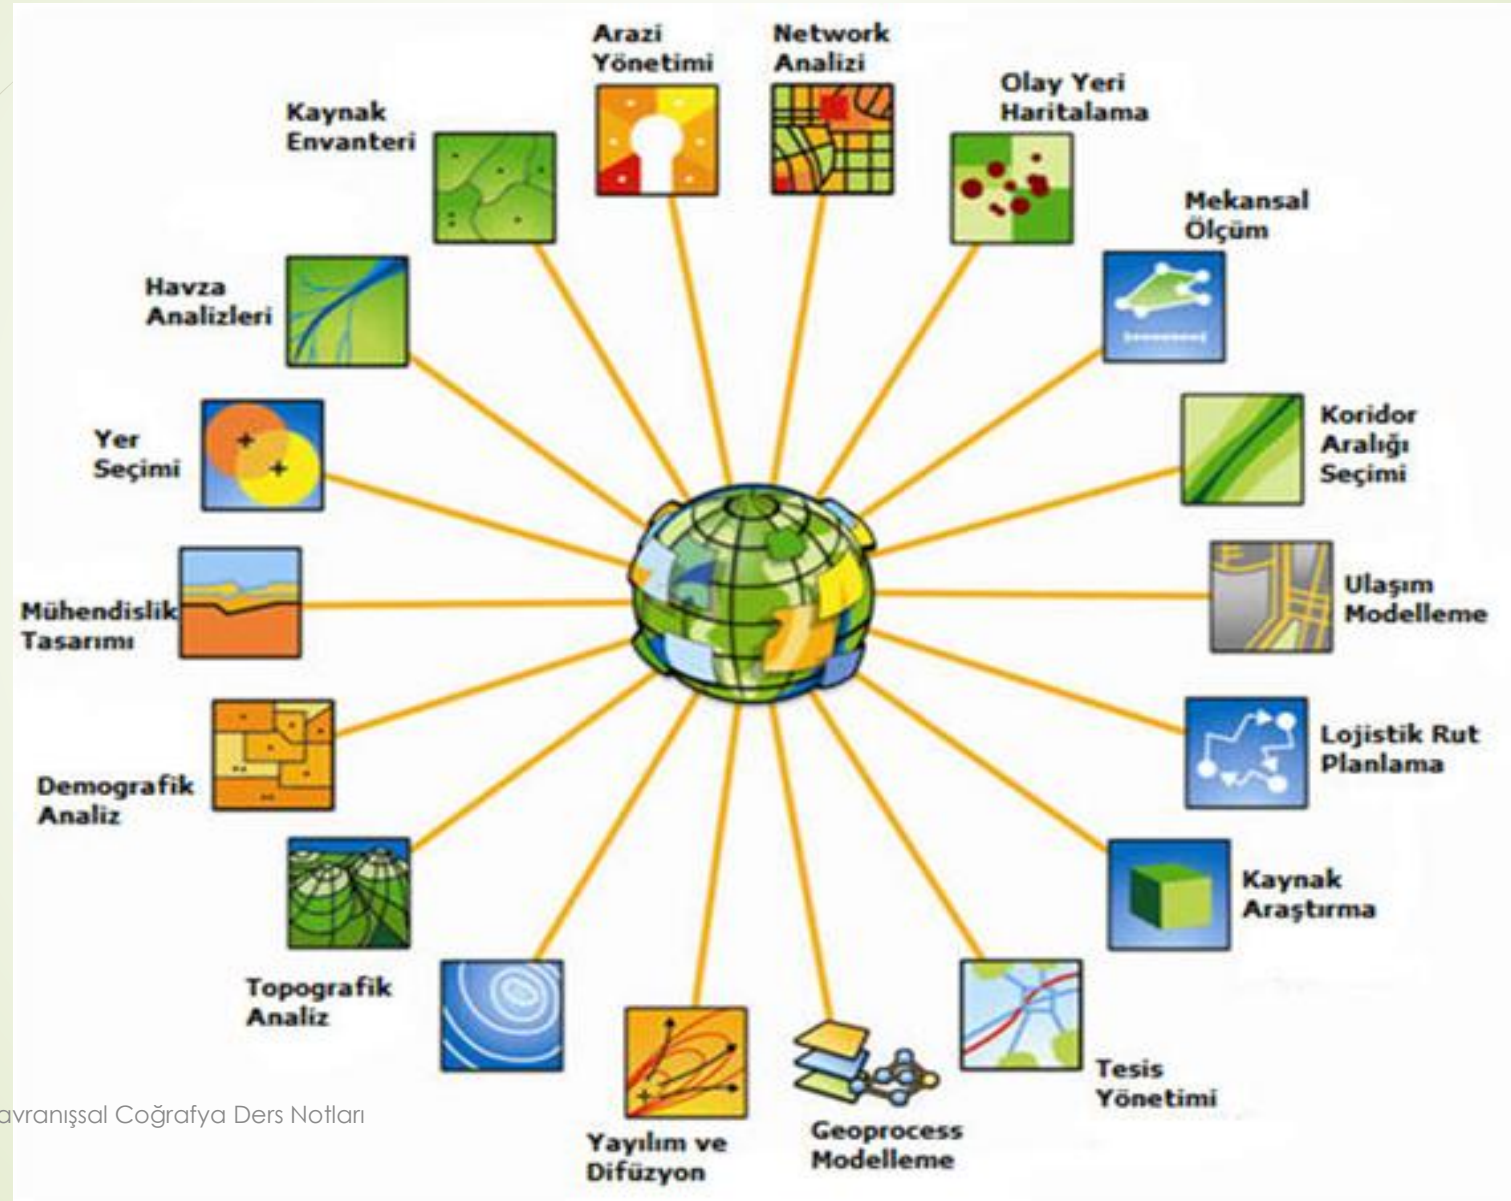 Arazi
Yönetimi
Network
Analizi
Olay Yeri
Haritalama
Kaynak
Envanteri
Mekansal
Ölçüm
Havza
Analizleri
Koridor
Aralığı
Seçimi
Yer
Seçimi
Ulaşım
Modelleme
Mühendislik
Tasarımı
Lojistik Rut
Planlama
Demografik
Analiz
Kaynak
Araştırma
Topografik
Analiz
Tesis
Yönetimi
avranışsal Coğrafya Ders Notları
Yayılım ve
Difüzyon
Geoprocess
Modelleme